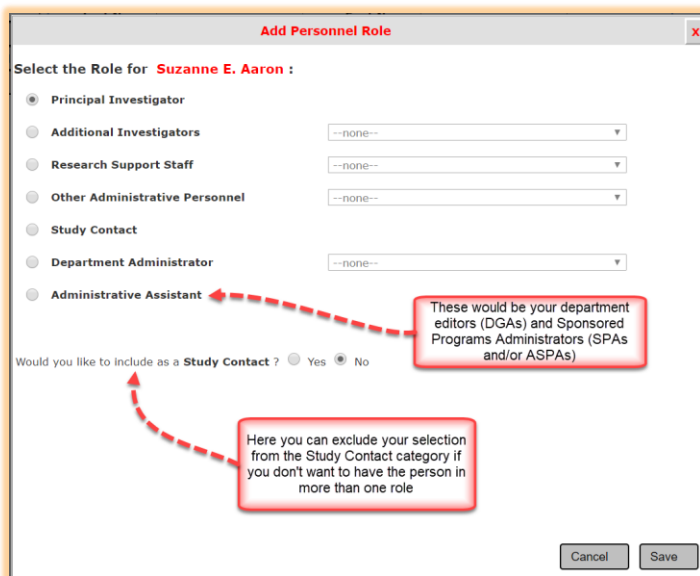 Add Personnel Role
x
Select the Role for Suzanne E. Aaron :
Principal Investigator
Additional Investigators --none--
Research Support Staff --none--
Other Administrative Personnel --none--
Study Contact
Department Administrator --none--
Administrative Assistant
These would be your department
editors (DGAs) and Sponsored
Programs Administrators (SPAs
and/or ASPAs)
Would you like to include as a Study Contact ? Yes No
Here you can exclude your selection
from the Study Contact category if
you don't want to have the person in
more than one role
Cancel Save